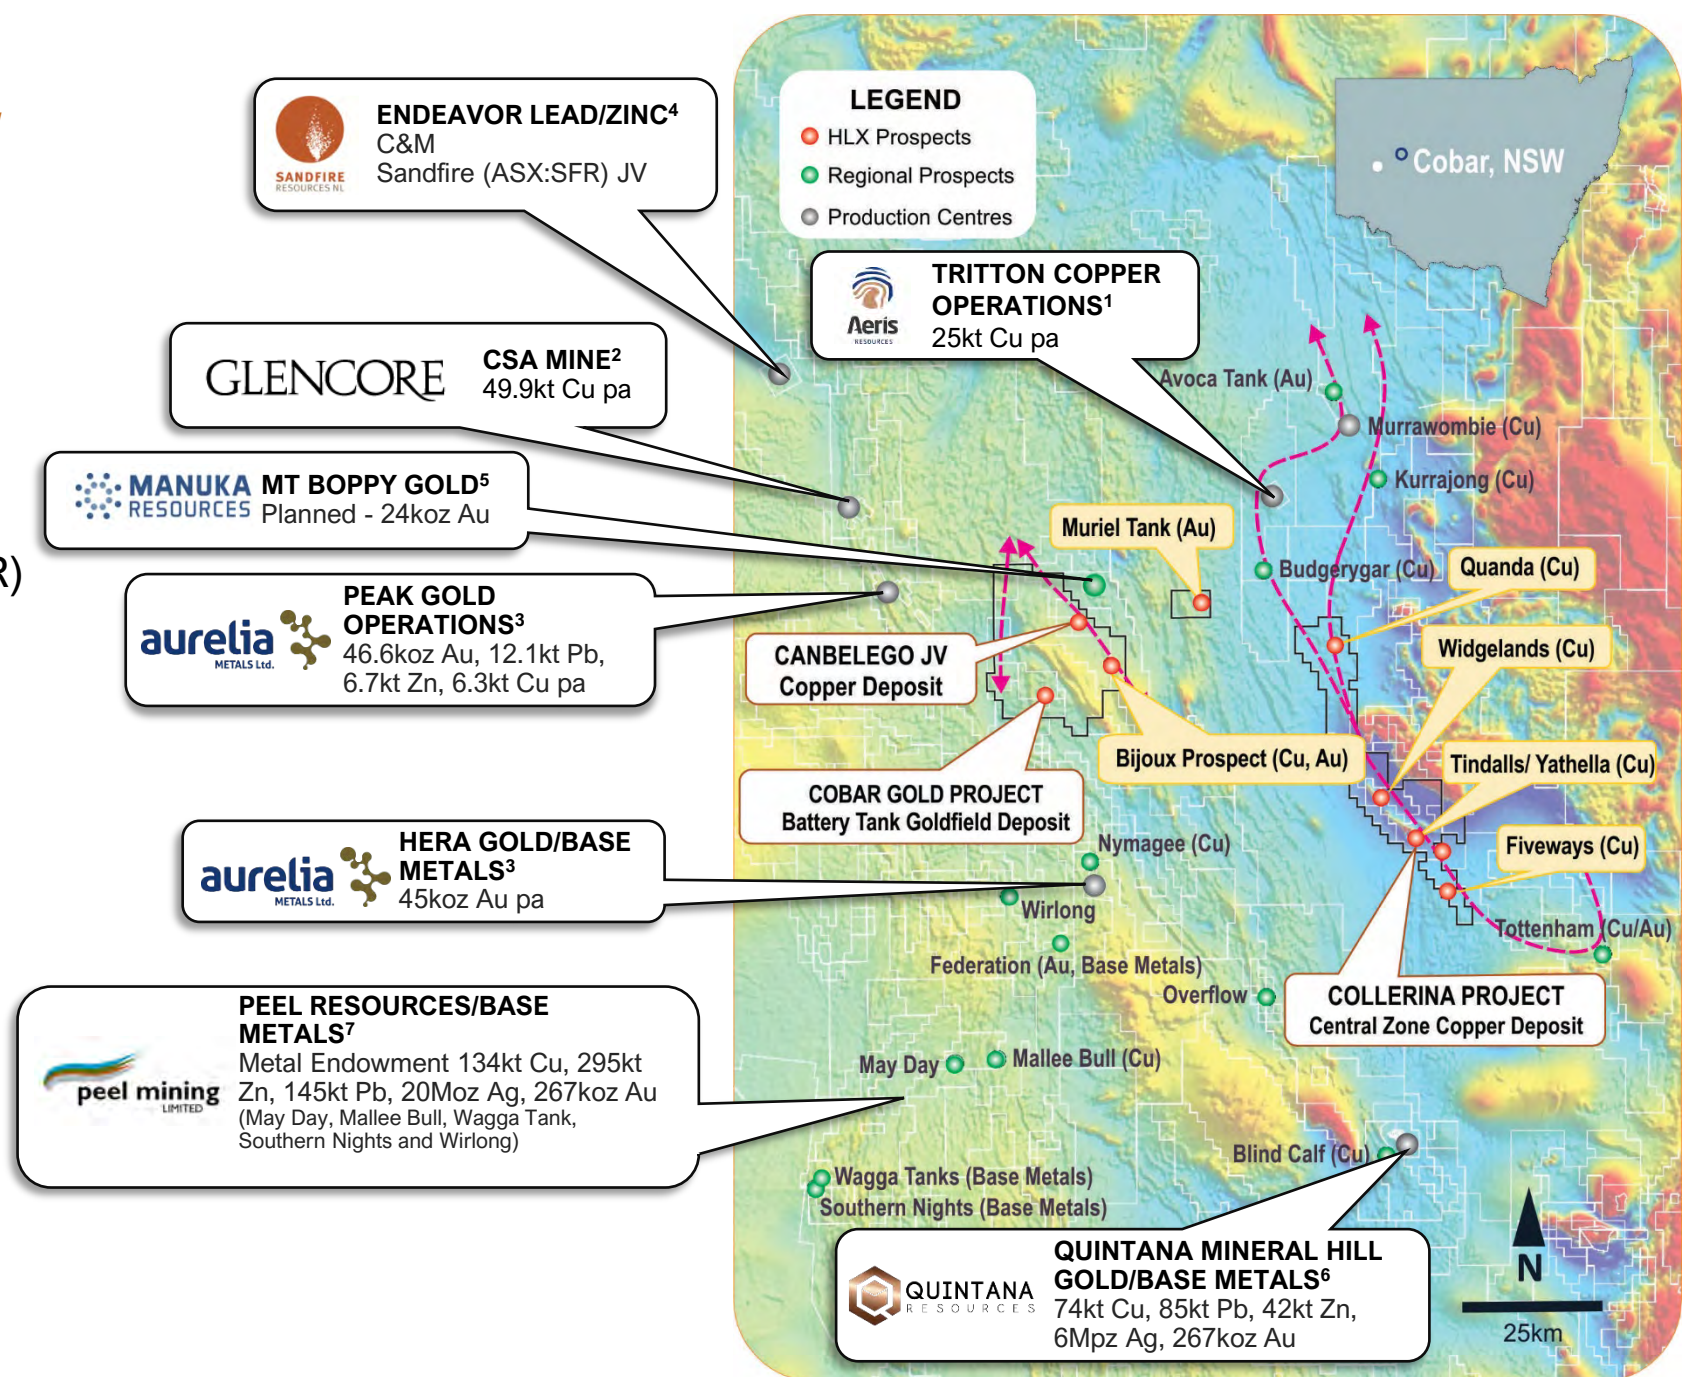 R)
ENDEAVOR LEAD/ZINC4
C&M
Sandfire (ASX:SFR) JV
SANDFIRE
RESOURCES NL
LEGEND
HLX Prospects
Regional Prospects
Production Centres
Cobar, NSW
TRITTON COPPER
OPERATIONS1
25kt Cu pa
Aeris
RESOURCES
GLENCORE
CSA MINE2
49.9kt Cu pa
Avoca Tank (Au)
Murrawombie (Cu)
Kurrajong (Cu)
MANUKA
RESOURCES
MT BOPPY GOLD5
Planned - 24koz Au
Muriel Tank (Au)
Budgerygar (Cu)
Quanda (Cu)
aurelia
METALS Ltd.
PEAK GOLD
OPERATIONS3
46.6koz Au, 12.1kt Pb,
6.7kt Zn, 6.3kt Cu pa
CANBELEGO JV
Copper Deposit
Widgelands (Cu)
Bijoux Prospect (Cu, Au)
Tindalls/ Yathella (Cu)
COBAR GOLD PROJECT
Battery Tank Goldfield Deposit
Fiveways (Cu)
aurelia
METALS Ltd.
HERA GOLD/BASE
METALS3
45koz Au pa
Nymagee (Cu)
Wirlong
Tottenham (Cu/Au)
Federation (Au, Base Metals)
Overflow
COLLERINA PROJECT
Central Zone Copper Deposit
peel mining
LIMITED
PEEL RESOURCES/BASE
METALS7
Metal Endowment 134kt Cu, 295kt
Zn, 145kt Pb, 20Moz Ag, 267koz Au
(May Day, Mallee Bull, Wagga Tank,
Southern Nights and Wirlong)
May Day
Mallee Bull (Cu)
Blind Calf (Cu)
Wagga Tanks (Base Metals)
Southern Nights (Base Metals)
QUINTANA
RESOURCES
QUINTANA MINERAL HILL
GOLD/BASE METALS6
74kt Cu, 85kt Pb, 42kt Zn,
6Mpz Ag, 267koz Au
N
25km